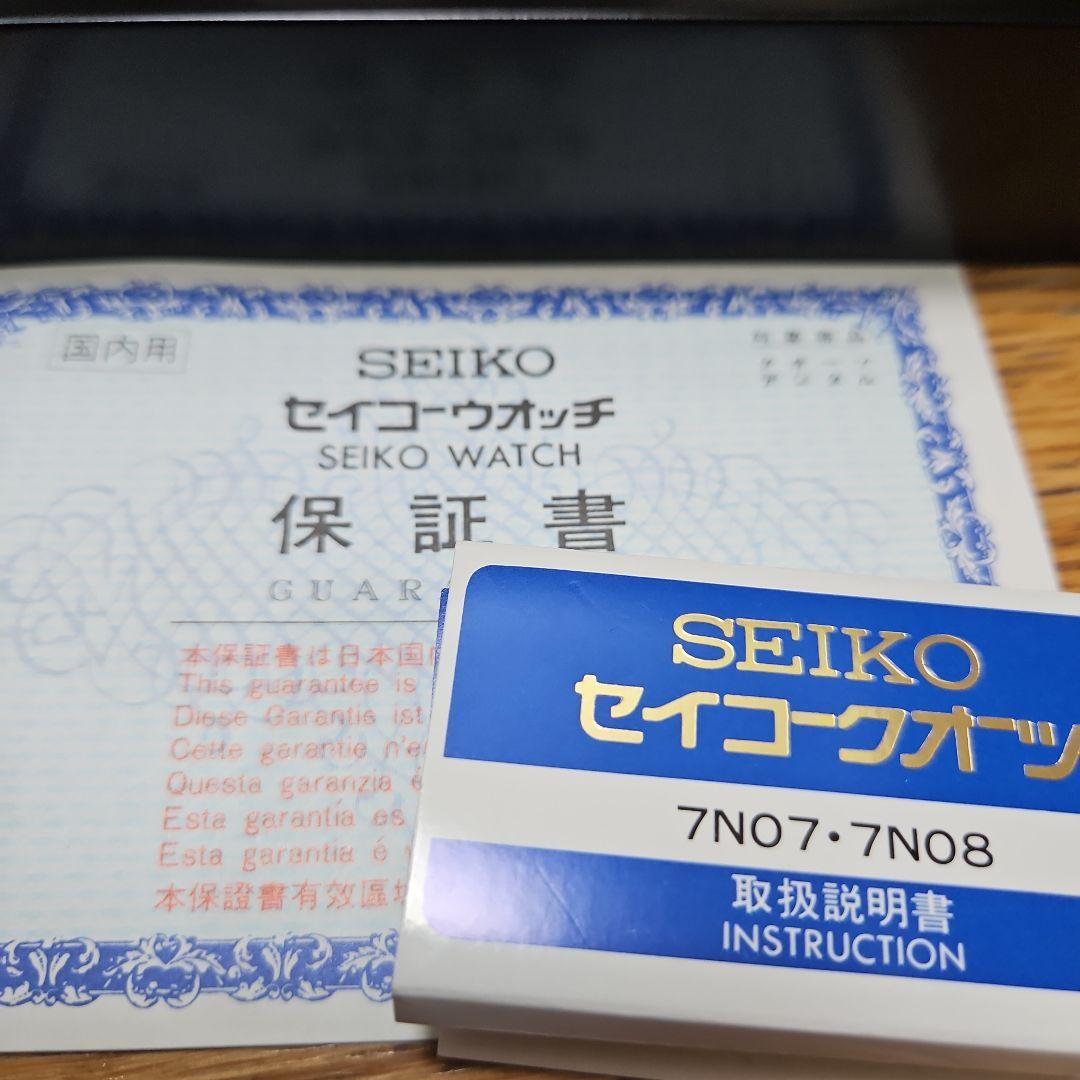 国内用
SEIKO
セイコーウオッチ
SEIKO WATCH
保証書
GUAR
本保証書は日本国内
This guarantee is
Diese Garantie ist
Cette garantie n'e
Questa garanzia é
Esta garantía es
Esta garantia é v
本保證書有效區域
SEIKO
セイコークオーツ
7N07・7N08
取扱説明書
INSTRUCTION